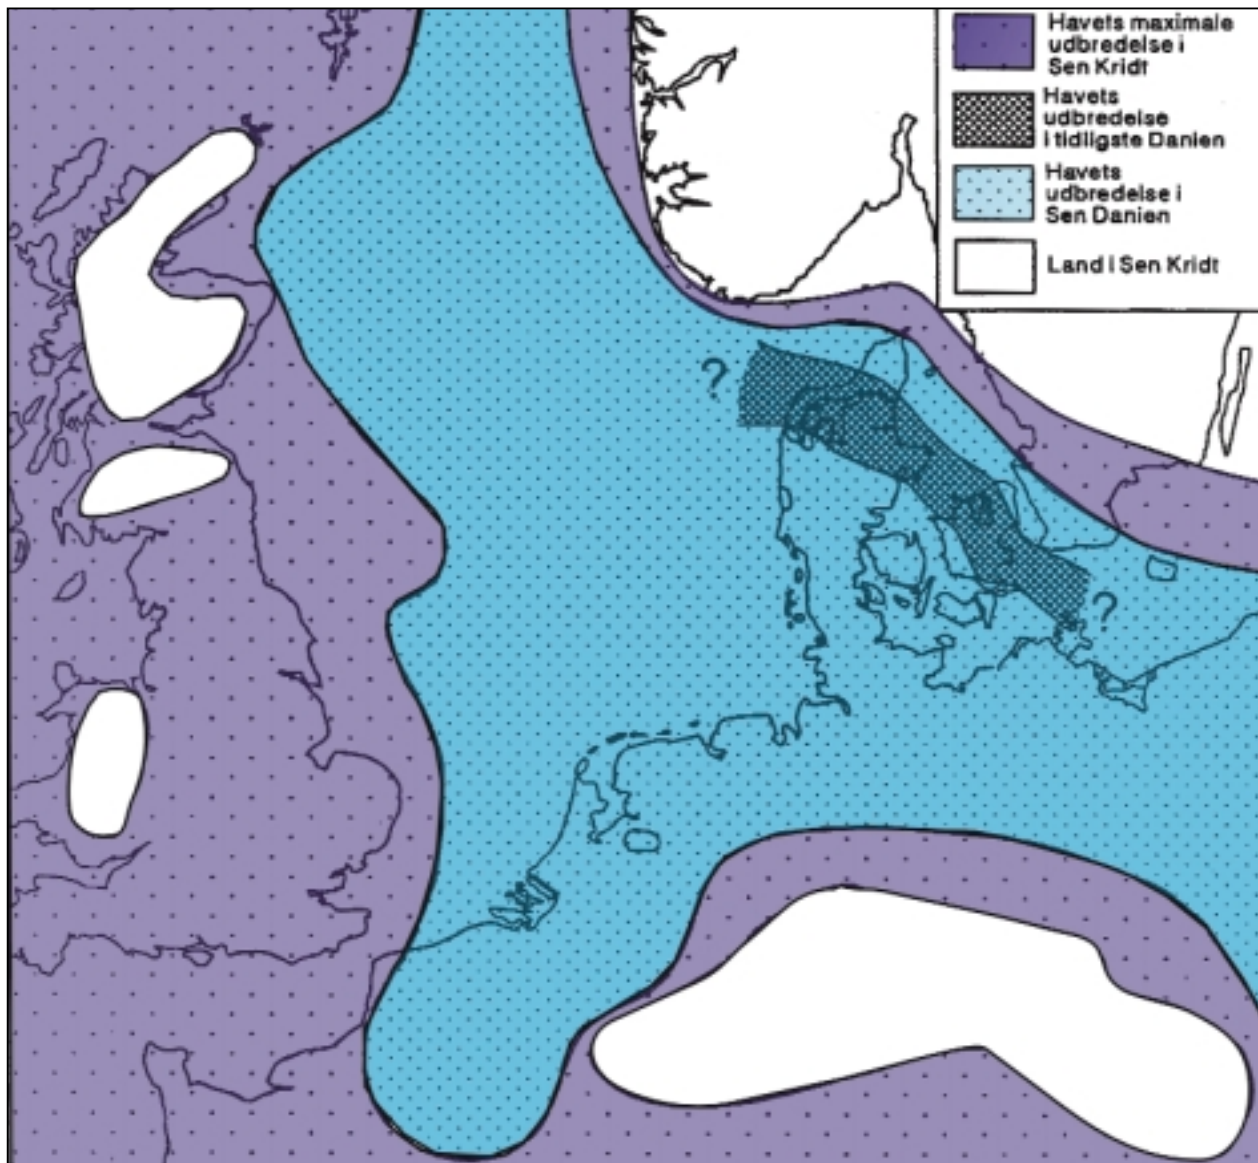 Havets maximale
udbredelse i
Sen Kridt
Havets
udbredelse
i tidligste Danien
Havets
udbredelse i
Sen Danien
Land i Sen Kridt
?
?